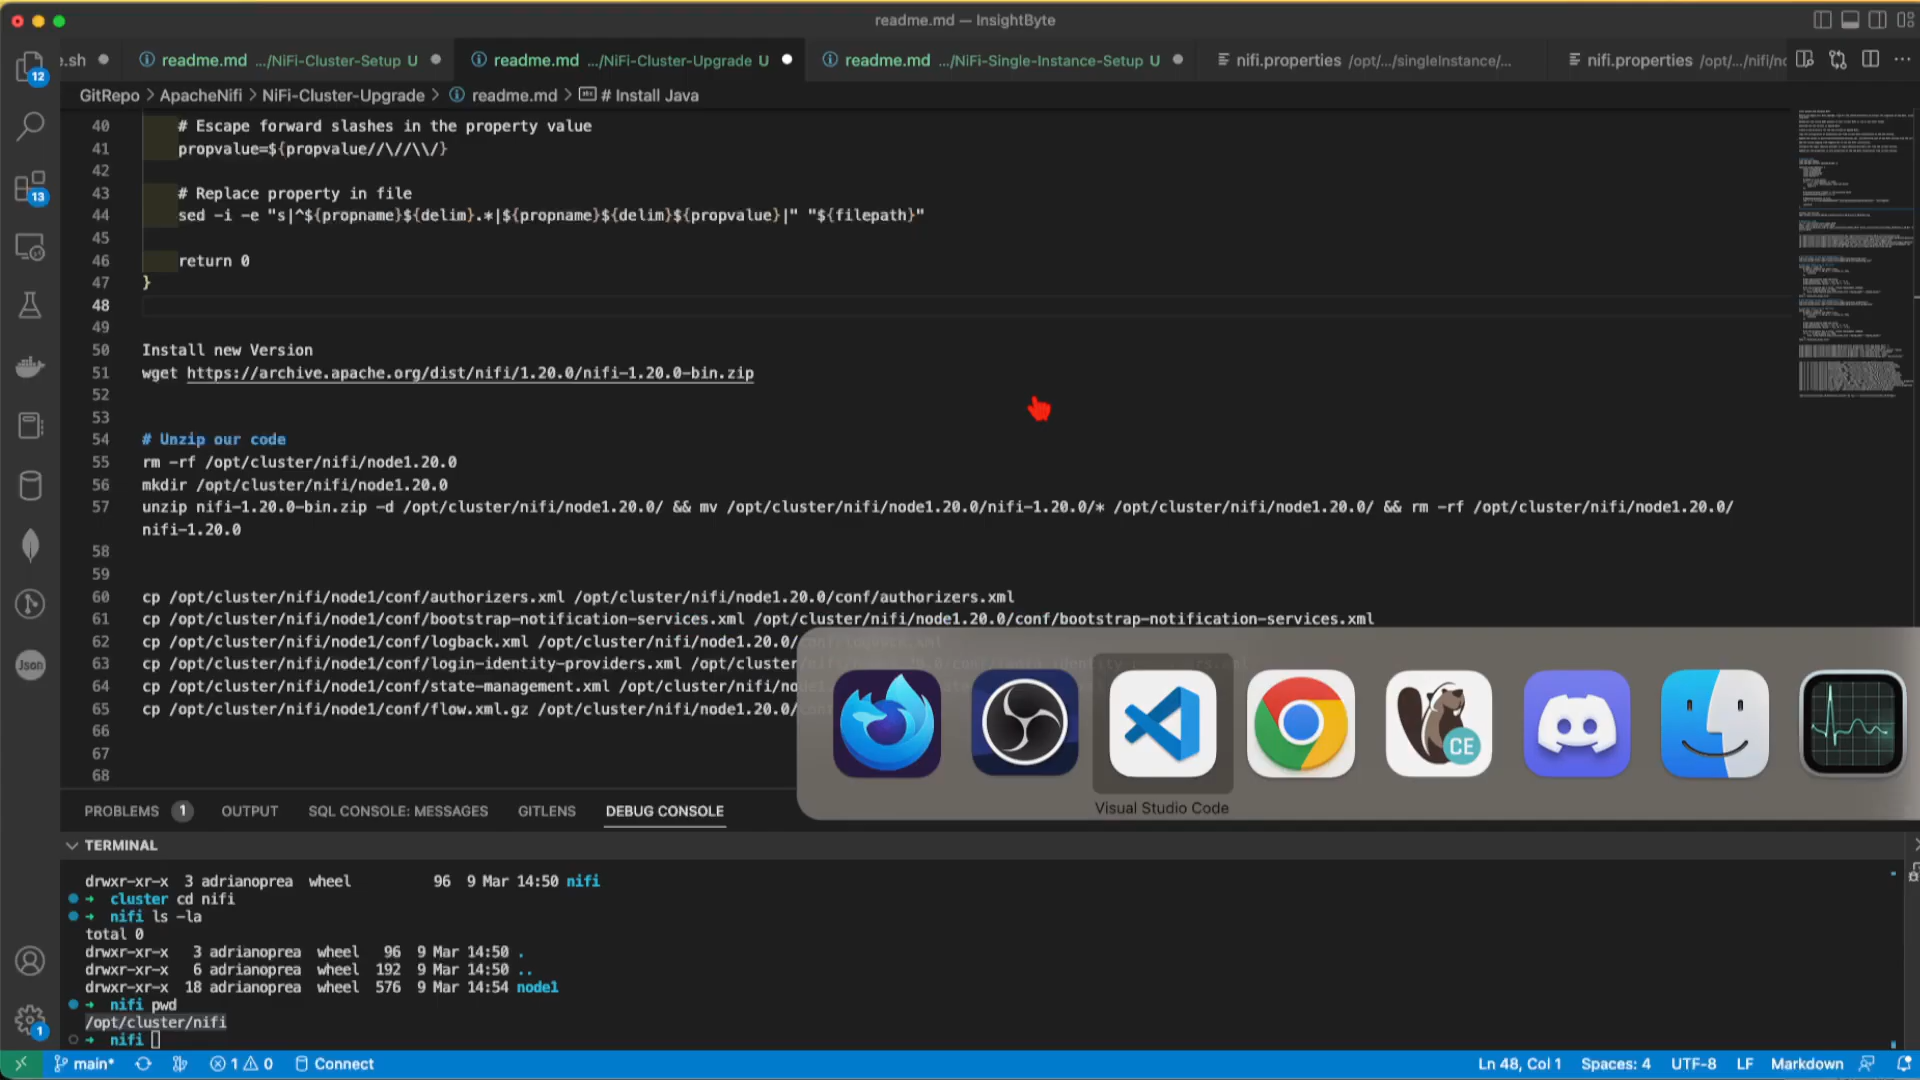 readme.md — InsightByte
.sh
readme.md .../NiFi-Cluster-Setup U
readme.md .../NiFi-Cluster-Upgrade U
readme.md .../NiFi-Single-Instance-Setup U
nifi.properties /opt/.../singleInstance/...
nifi.properties /opt/.../nifi/nc
GitRepo > ApacheNifi > NiFi-Cluster-Upgrade > readme.md > # Install Java
40 # Escape forward slashes in the property value
41 propvalue=${propvalue//\//\\/}
42
43 # Replace property in file
44 sed -i -e "s|^${propname}${delim}.*|${propname}${delim}${propvalue}|" "${filepath}"
45
46 return 0
47 }
48
49
50 Install new Version
51 wget https://archive.apache.org/dist/nifi/1.20.0/nifi-1.20.0-bin.zip
52
53
54 # Unzip our code
55 rm -rf /opt/cluster/nifi/node1.20.0
56 mkdir /opt/cluster/nifi/node1.20.0
57 unzip nifi-1.20.0-bin.zip -d /opt/cluster/nifi/node1.20.0/ && mv /opt/cluster/nifi/node1.20.0/nifi-1.20.0/* /opt/cluster/nifi/node1.20.0/ && rm -rf /opt/cluster/nifi/node1.20.0/
nifi-1.20.0
58
59
60 cp /opt/cluster/nifi/node1/conf/authorizers.xml /opt/cluster/nifi/node1.20.0/conf/authorizers.xml
61 cp /opt/cluster/nifi/node1/conf/bootstrap-notification-services.xml /opt/cluster/nifi/node1.20.0/conf/bootstrap-notification-services.xml
62 cp /opt/cluster/nifi/node1/conf/logback.xml /opt/cluster/nifi/node1.20.0/conf/logback.xml
63 cp /opt/cluster/nifi/node1/conf/login-identity-providers.xml /opt/cluster
64 cp /opt/cluster/nifi/node1/conf/state-management.xml /opt/cluster/nifi/no
65 cp /opt/cluster/nifi/node1/conf/flow.xml.gz /opt/cluster/nifi/node1.20.0/
66
67
68
CE
Visual Studio Code
PROBLEMS 1 OUTPUT SQL CONSOLE: MESSAGES GITLENS DEBUG CONSOLE
TERMINAL
drwxr-xr-x 3 adrianoprea wheel 96 9 Mar 14:50 nifi
→ cluster cd nifi
→ nifi ls -la
total 0
drwxr-xr-x 3 adrianoprea wheel 96 9 Mar 14:50 .
drwxr-xr-x 6 adrianoprea wheel 192 9 Mar 14:50 ..
drwxr-xr-x 18 adrianoprea wheel 576 9 Mar 14:54 node1
→ nifi pwd
/opt/cluster/nifi
→ nifi
12
13
Json
1
main* 1 0 Connect
Ln 48, Col 1 Spaces: 4 UTF-8 LF Markdown